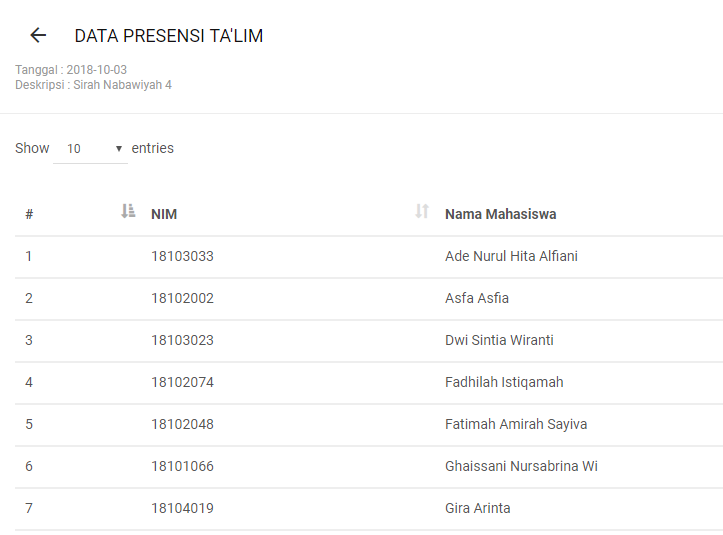 DATA PRESENSI TA'LIM
Tanggal : 2018-10-03
Deskripsi : Sirah Nabawiyah 4
Show 10 entries
# NIM Nama Mahasiswa
1 18103033 Ade Nurul Hita Alfiani
2 18102002 Asfa Asfia
3 18103023 Dwi Sintia Wiranti
4 18102074 Fadhilah Istiqamah
5 18102048 Fatimah Amirah Sayiva
6 18101066 Ghaissani Nursabrina Wi
7 18104019 Gira Arinta